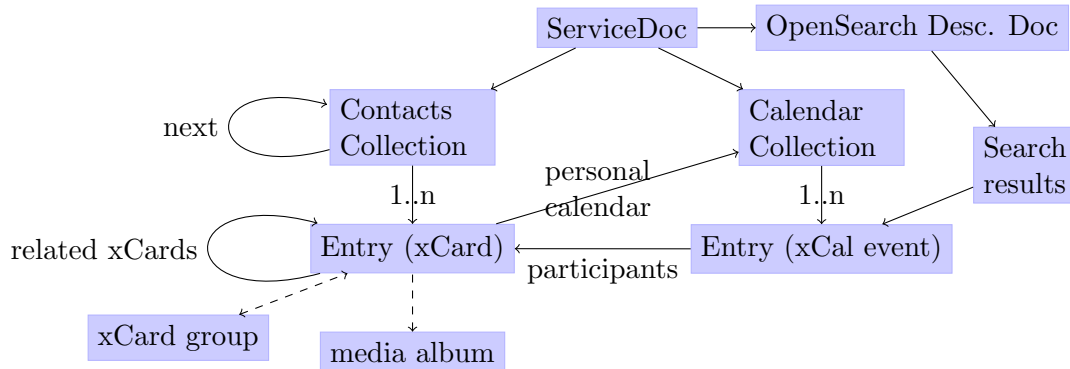 ServiceDoc
OpenSearch Desc. Doc
Contacts
Collection
Calendar
Collection
next
Search
results
personal
calendar
1..n
1..n
related xCards
Entry (xCard)
Entry (xCal event)
participants
xCard group
media album